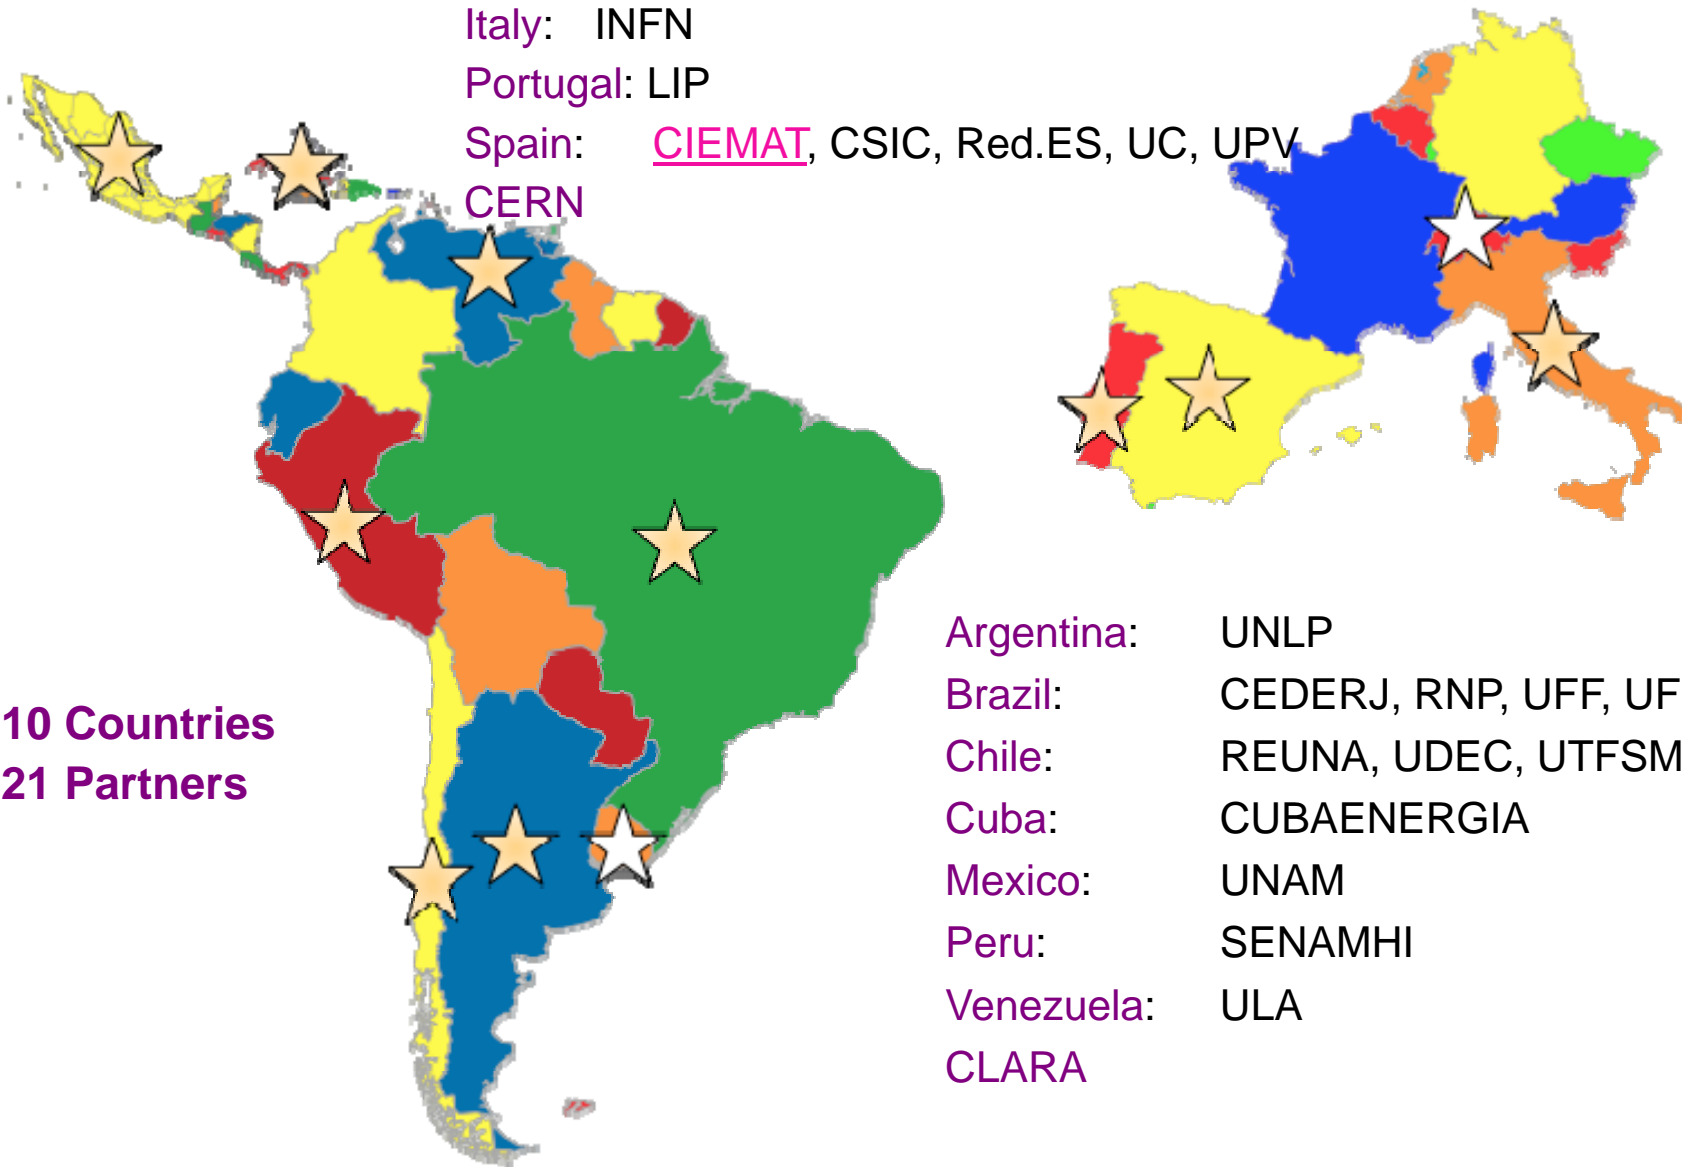 Italy: INFN
Portugal: LIP
Spain: CIEMAT, CSIC, Red.ES, UC, UPV
CERN
10 Countries
21 Partners
Argentina: UNLP
Brazil: CEDERJ, RNP, UFF, UF
Chile: REUNA, UDEC, UTFSM
Cuba: CUBAENERGIA
Mexico: UNAM
Peru: SENAMHI
Venezuela: ULA
CLARA